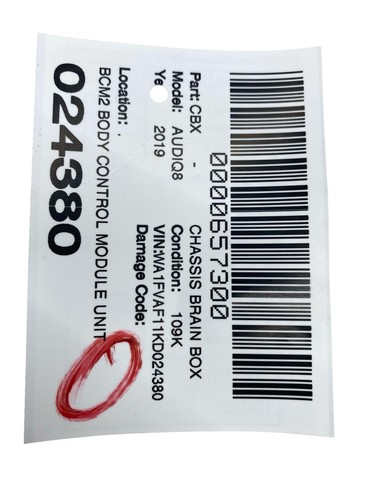 0000657300
Part: CBX - CHASSIS BRAIN BOX
Model: AUDIQ8 Condition: 109K
Ye 2019 VIN:WA1FVAF11KD024380
Damage Code:
Location: .
BCM2 BODY CONTROL MODULE UNIT
024380